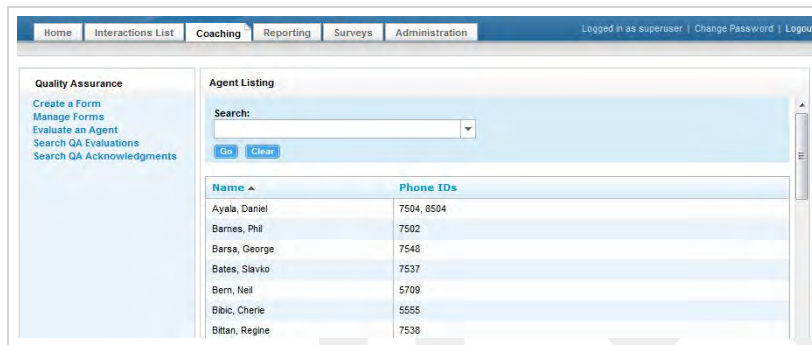 Home Interactions List Coaching Reporting Surveys Administration Logged in as superuser | Change Password |
Quality Assurance
Create a Form
Manage Forms
Evaluate an Agent
Search QA Evaluations
Search QA Acknowledgments
Agent Listing
Search:
Go Clear
Name Phone IDs
Ayala, Daniel 7504, 8504
Barnes, Phil 7502
Barsa, George 7548
Bates, Slavko 7537
Bern, Neil 5709
Bibic, Cherie 5555
Bittan, Regine 7538